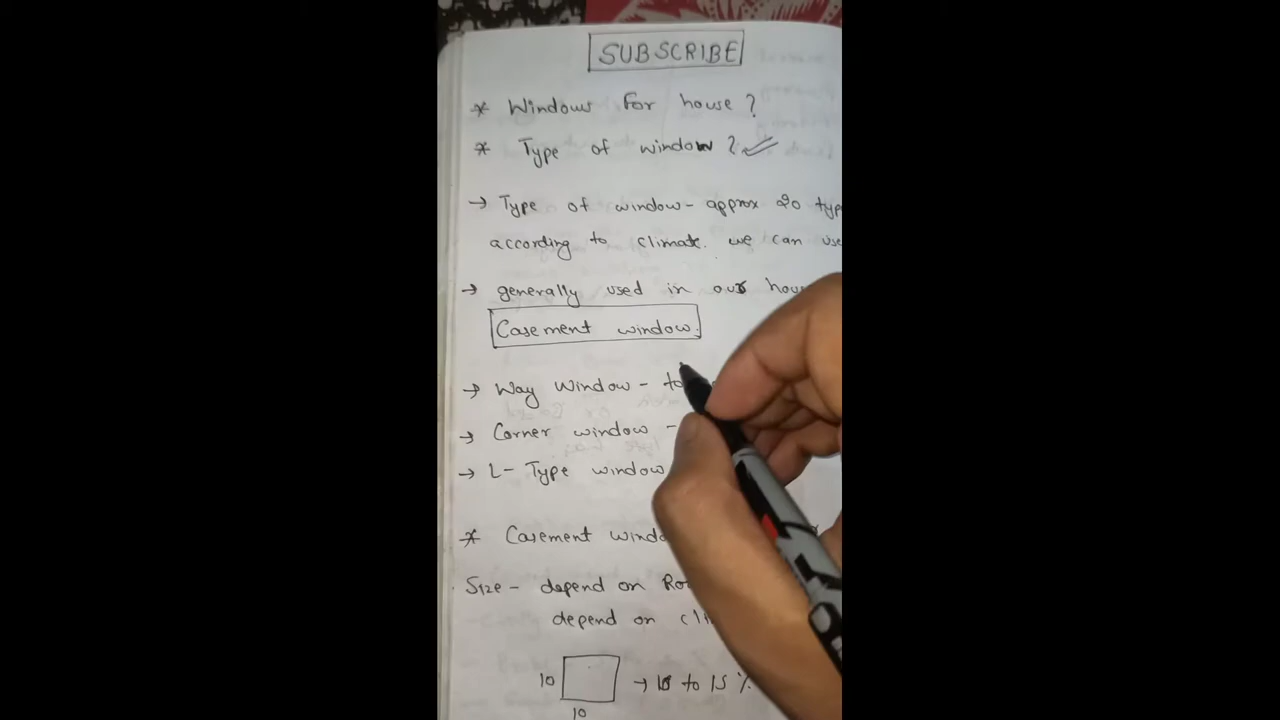 SUBSCRIBE
* Windows for house ?
* Type of window ?
→ Type of window - approx 20 typ
according to climate. we can use
→ generally used in our hou
Casement window.
→ Way window - to
→ Corner window -
→ L - Type window
* Casement windo
Size - depend on Ro
depend on cli
10
→ 10 to 15 %
10